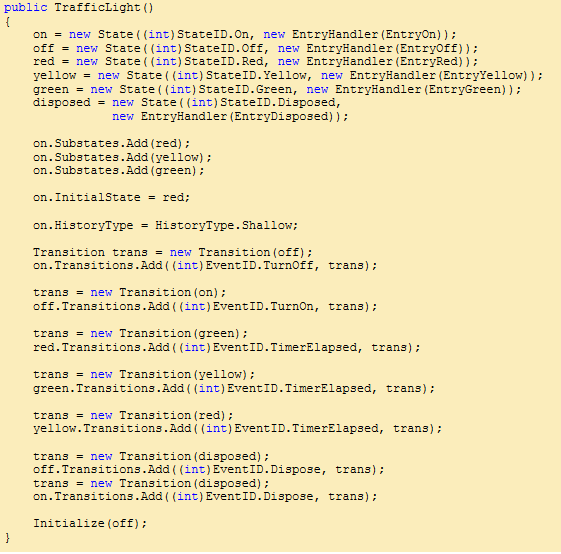 public TrafficLight()
{
    on = new State((int)StateID.On, new EntryHandler(EntryOn));
    off = new State((int)StateID.Off, new EntryHandler(EntryOff));
    red = new State((int)StateID.Red, new EntryHandler(EntryRed));
    yellow = new State((int)StateID.Yellow, new EntryHandler(EntryYellow));
    green = new State((int)StateID.Green, new EntryHandler(EntryGreen));
    disposed = new State((int)StateID.Disposed,
               new EntryHandler(EntryDisposed));

    on.Substates.Add(red);
    on.Substates.Add(yellow);
    on.Substates.Add(green);

    on.InitialState = red;

    on.HistoryType = HistoryType.Shallow;

    Transition trans = new Transition(off);
    on.Transitions.Add((int)EventID.TurnOff, trans);

    trans = new Transition(on);
    off.Transitions.Add((int)EventID.TurnOn, trans);

    trans = new Transition(green);
    red.Transitions.Add((int)EventID.TimerElapsed, trans);

    trans = new Transition(yellow);
    green.Transitions.Add((int)EventID.TimerElapsed, trans);

    trans = new Transition(red);
    yellow.Transitions.Add((int)EventID.TimerElapsed, trans);

    trans = new Transition(disposed);
    off.Transitions.Add((int)EventID.Dispose, trans);
    trans = new Transition(disposed);
    on.Transitions.Add((int)EventID.Dispose, trans);

    Initialize(off);
}